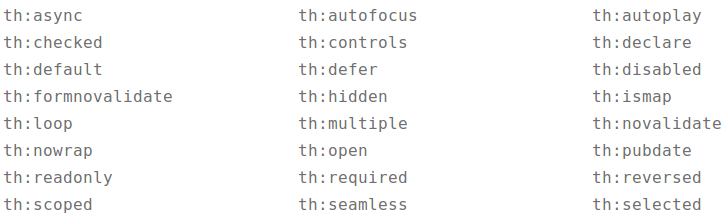 th:async th:autofocus th:autoplay
th:checked th:controls th:declare
th:default th:defer th:disabled
th:formnovalidate th:hidden th:ismap
th:loop th:multiple th:novalidate
th:nowrap th:open th:pubdate
th:readonly th:required th:reversed
th:scoped th:seamless th:selected